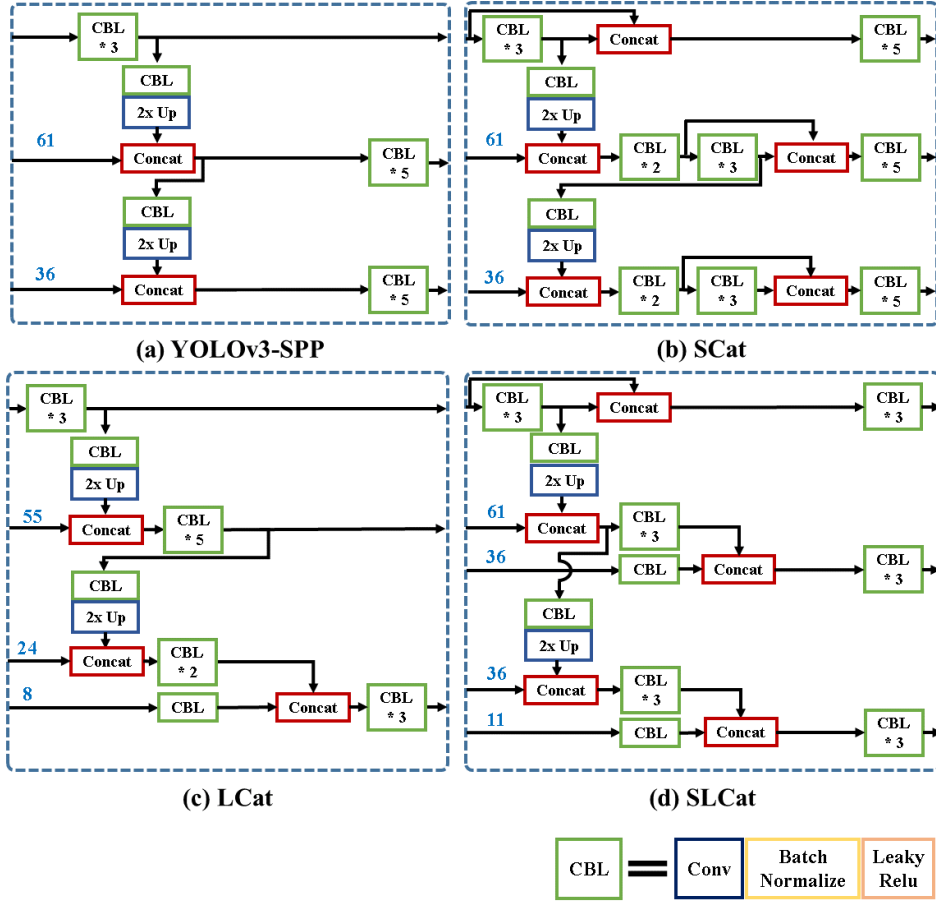 CBL
* 3
CBL
2x Up
61
Concat
CBL
* 5
CBL
2x Up
36
Concat
CBL
* 5
(a) YOLOv3-SPP
CBL
* 3
Concat
CBL
* 5
CBL
2x Up
61
Concat
CBL
* 2
CBL
* 3
Concat
CBL
* 5
CBL
2x Up
36
Concat
CBL
* 2
CBL
* 3
Concat
CBL
* 5
(b) SCat
CBL
* 3
CBL
2x Up
55
Concat
CBL
* 5
CBL
2x Up
24
Concat
CBL
* 2
8
CBL
Concat
CBL
* 3
(c) LCat
CBL
* 3
Concat
CBL
* 3
CBL
2x Up
61
Concat
CBL
* 3
36
CBL
Concat
CBL
* 3
CBL
2x Up
36
Concat
CBL
* 3
11
CBL
Concat
CBL
* 3
(d) SLCat
CBL
Conv
Batch
Normalize
Leaky
Relu